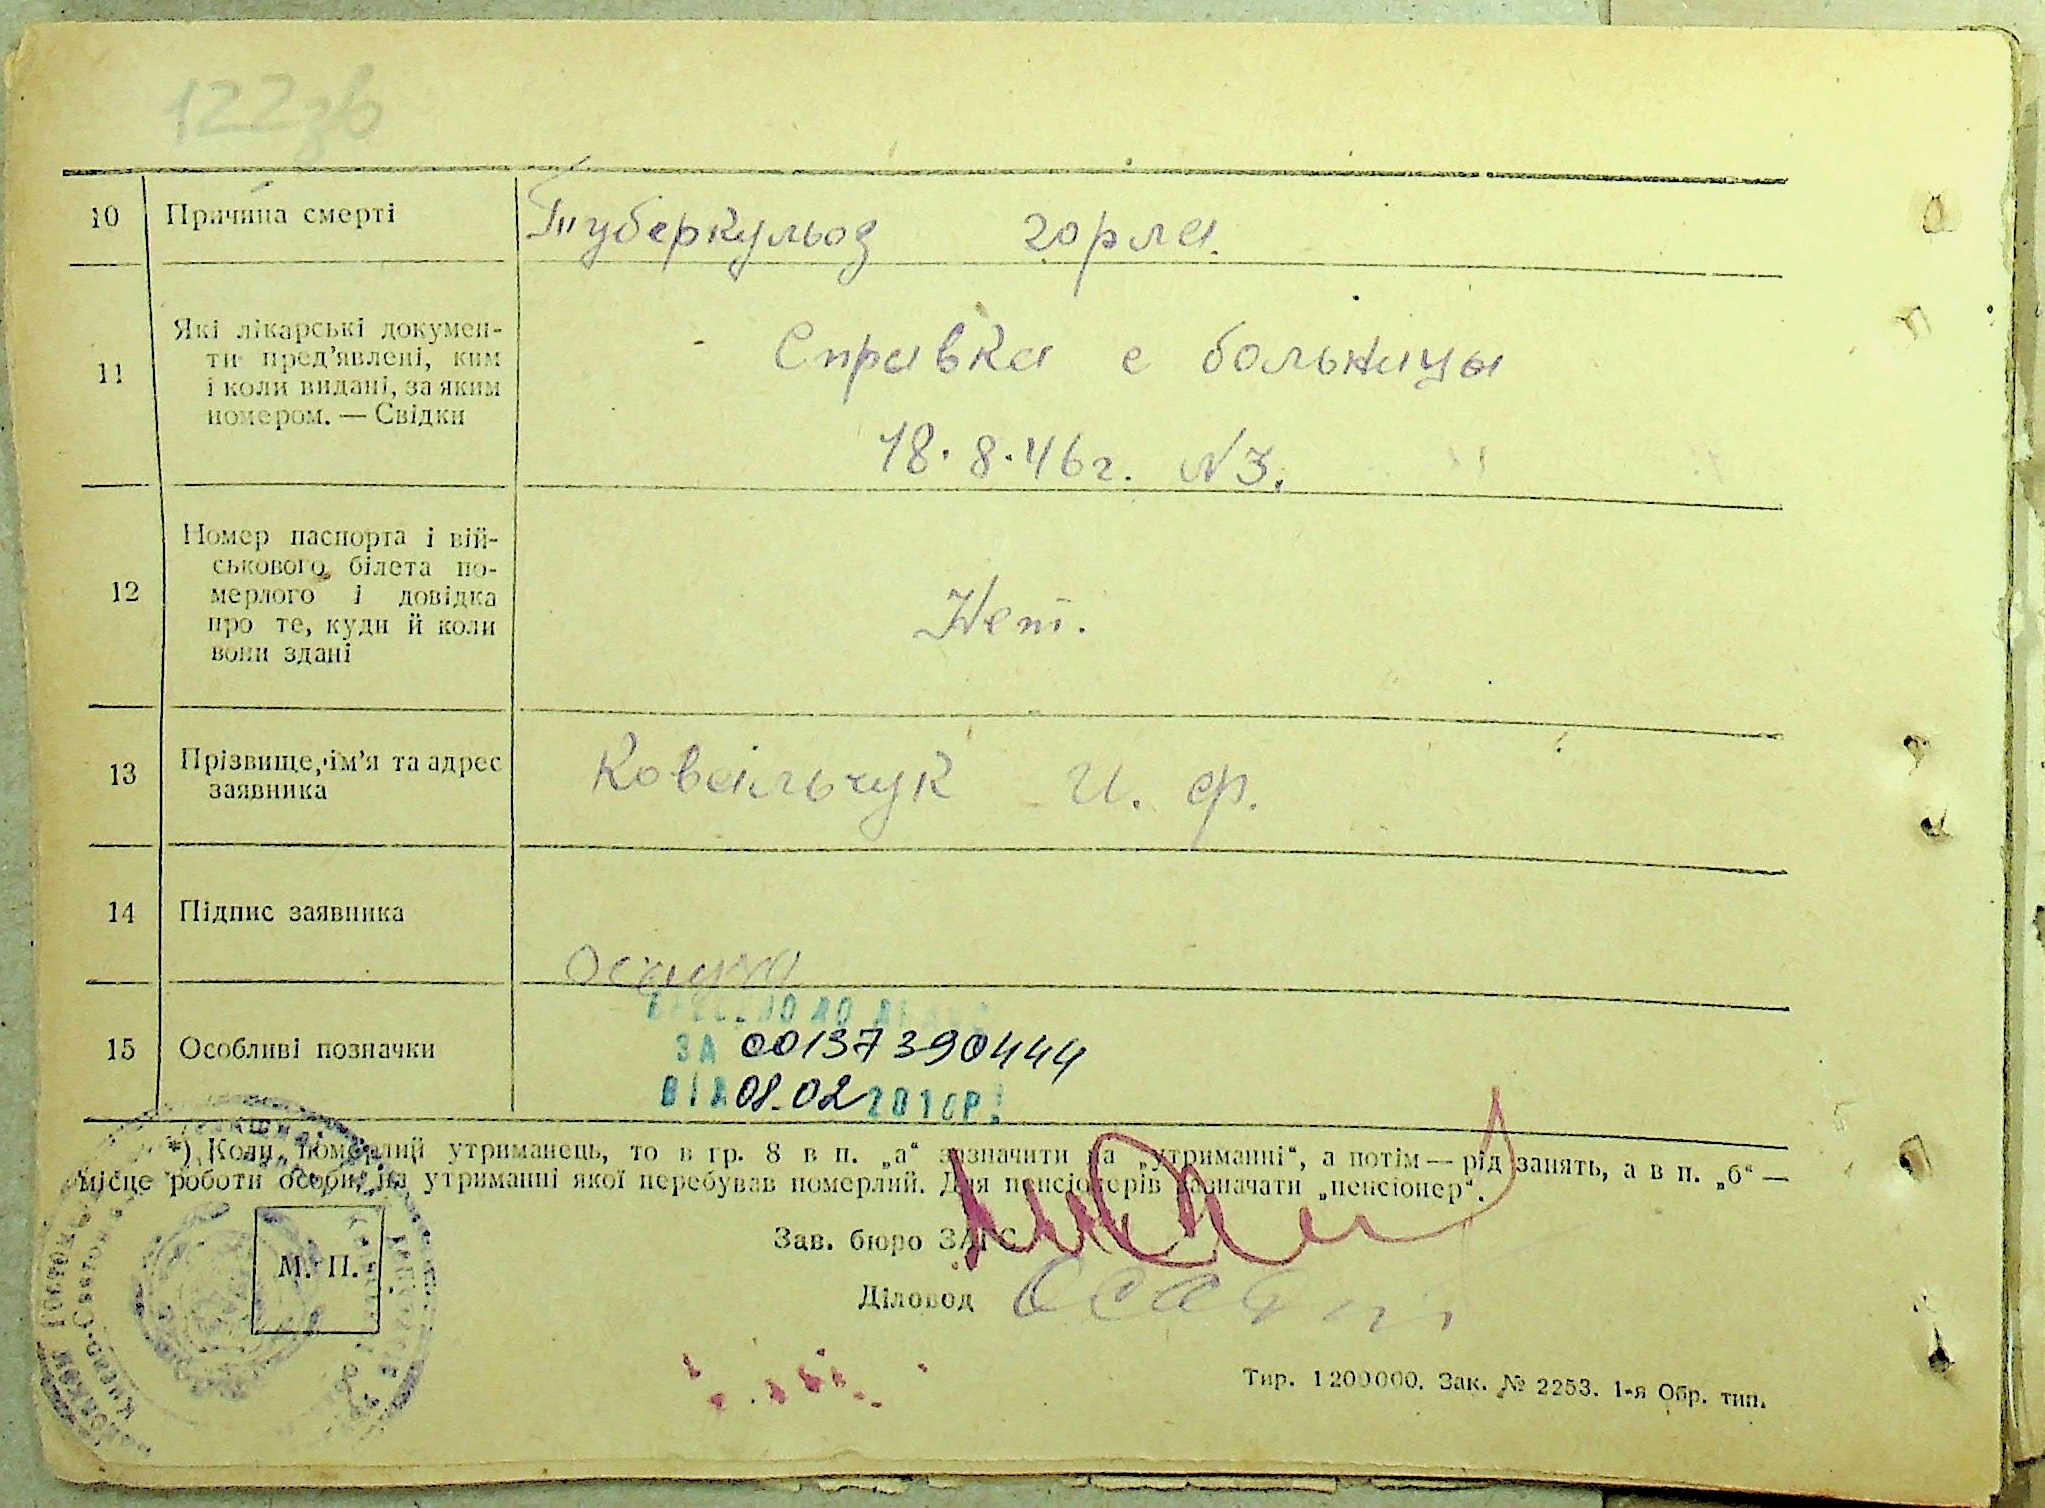 122зв
10 Причина смерті Туберкульоз горла.
11 Які лікарські докумен-
ти пред'явлені, ким
і коли видані, за яким
номером. — Свідки
Справка с больницы
18.8.46г. N3.
12 Номер паспорта і вій-
ськового білета по-
мерлого і довідка
про те, куди й коли
вони здані
Нет.
13 Прізвище, ім'я та адрес
заявника
Ковальчук И. Ф.
14 Підпис заявника
15 Особливі позначки
ЗА 00137390444
ВІД 08.02 2010Р.
*) Коли померлий утриманець, то в гр. 8 в п. „а“ зазначити на „утриманні“, а потім — рід занять, а в п. „б“ —
місце роботи особи, на утриманні якої перебував померлий. Для пенсіонерів зазначати „пенсіонер“.
Зав. бюро ЗАГС
Діловод
М. П.
Тир. 1200000. Зак. № 2253. 1-я Обр. тип.